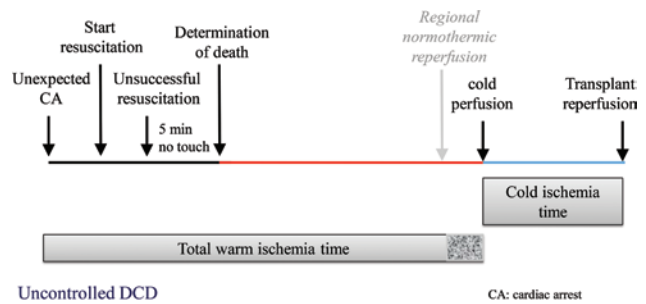 Start
resuscitation
Determination
of death
Regional
normothermic
reperfusion
Unexpected
CA
Unsuccessful
resuscitation
5 min
no touch
cold
perfusion
Transplant
reperfusion
Cold ischemia
time
Total warm ischemia time
Uncontrolled DCD
CA: cardiac arrest